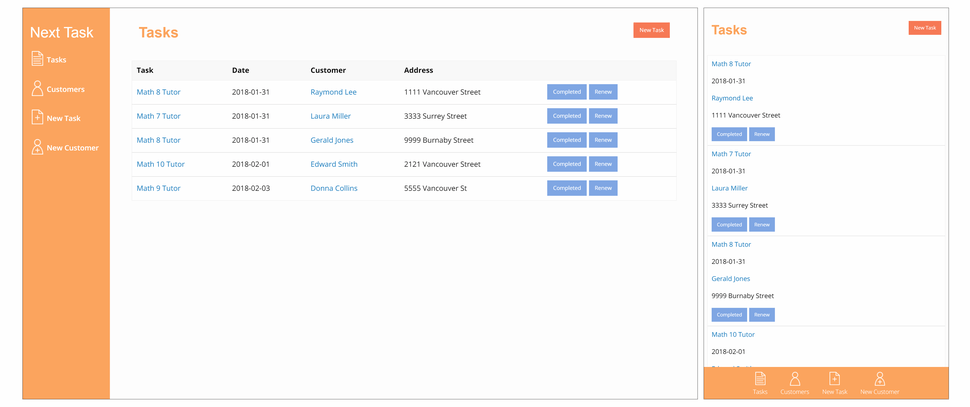 Next Task
Tasks
Customers
New Task
New Customer
Tasks
New Task
Task Date Customer Address
Math 8 Tutor 2018-01-31 Raymond Lee 1111 Vancouver Street Completed Renew
Math 7 Tutor 2018-01-31 Laura Miller 3333 Surrey Street Completed Renew
Math 8 Tutor 2018-01-31 Gerald Jones 9999 Burnaby Street Completed Renew
Math 10 Tutor 2018-02-01 Edward Smith 2121 Vancouver Street Completed Renew
Math 9 Tutor 2018-02-03 Donna Collins 5555 Vancouver St Completed Renew
Tasks
New Task
Math 8 Tutor
2018-01-31
Raymond Lee
1111 Vancouver Street
Completed Renew
Math 7 Tutor
2018-01-31
Laura Miller
3333 Surrey Street
Completed Renew
Math 8 Tutor
2018-01-31
Gerald Jones
9999 Burnaby Street
Completed Renew
Math 10 Tutor
2018-02-01
Tasks Customers New Task New Customer